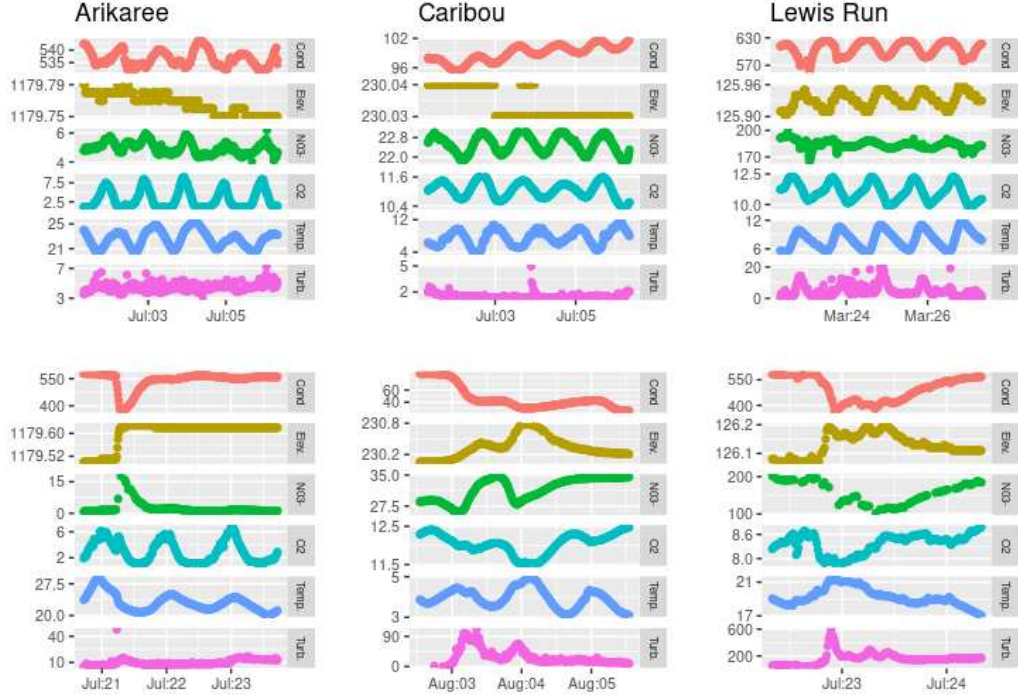 Arikaree Caribou Lewis Run
540
535
Cond
102
96
Cond
630
570
Cond
1179.79
1179.75
Elev.
230.04
230.03
Elev.
125.96
125.90
Elev.
6
4
N03-
22.8
22.0
N03-
200
170
N03-
7.5
2.5
O2
11.6
10.4
O2
12.5
10.0
O2
25
21
Temp.
12
4
Temp.
12
6
Temp.
7
3
Turb.
5
2
Turb.
20
0
Turb.
Jul:03 Jul:05
Jul:03 Jul:05
Mar:24 Mar:26
550
400
Cond
60
40
Cond
550
400
Cond
1179.60
1179.52
Elev.
230.8
230.2
Elev.
126.2
126.1
Elev.
15
0
N03-
35.0
27.5
N03-
200
100
N03-
6
2
O2
12.5
11.5
O2
8.6
8.0
O2
27.5
20.0
Temp.
5
3
Temp.
21
17
Temp.
40
10
Turb.
90
0
Turb.
600
200
Turb.
Jul:21 Jul:22 Jul:23
Aug:03 Aug:04 Aug:05
Jul:23 Jul:24